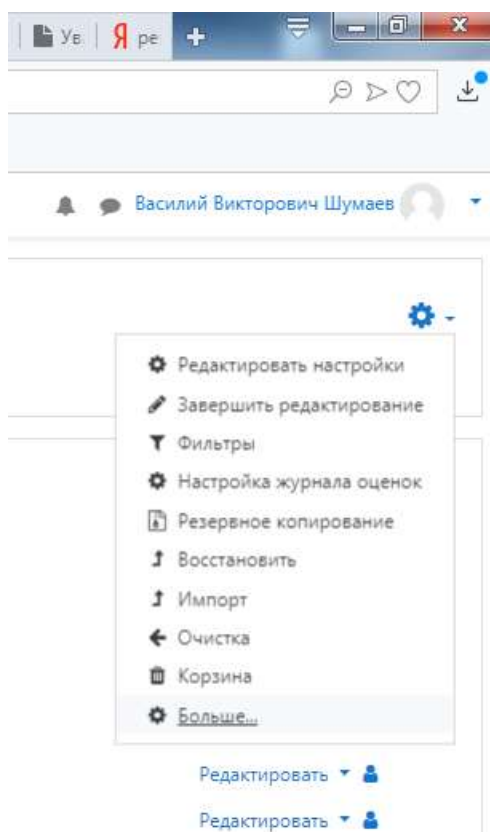 Ув
Я ре
Василий Викторович Шумаев
Редактировать настройки
Завершить редактирование
Фильтры
Настройка журнала оценок
Резервное копирование
Восстановить
Импорт
Очистка
Корзина
Больше...
Редактировать
Редактировать